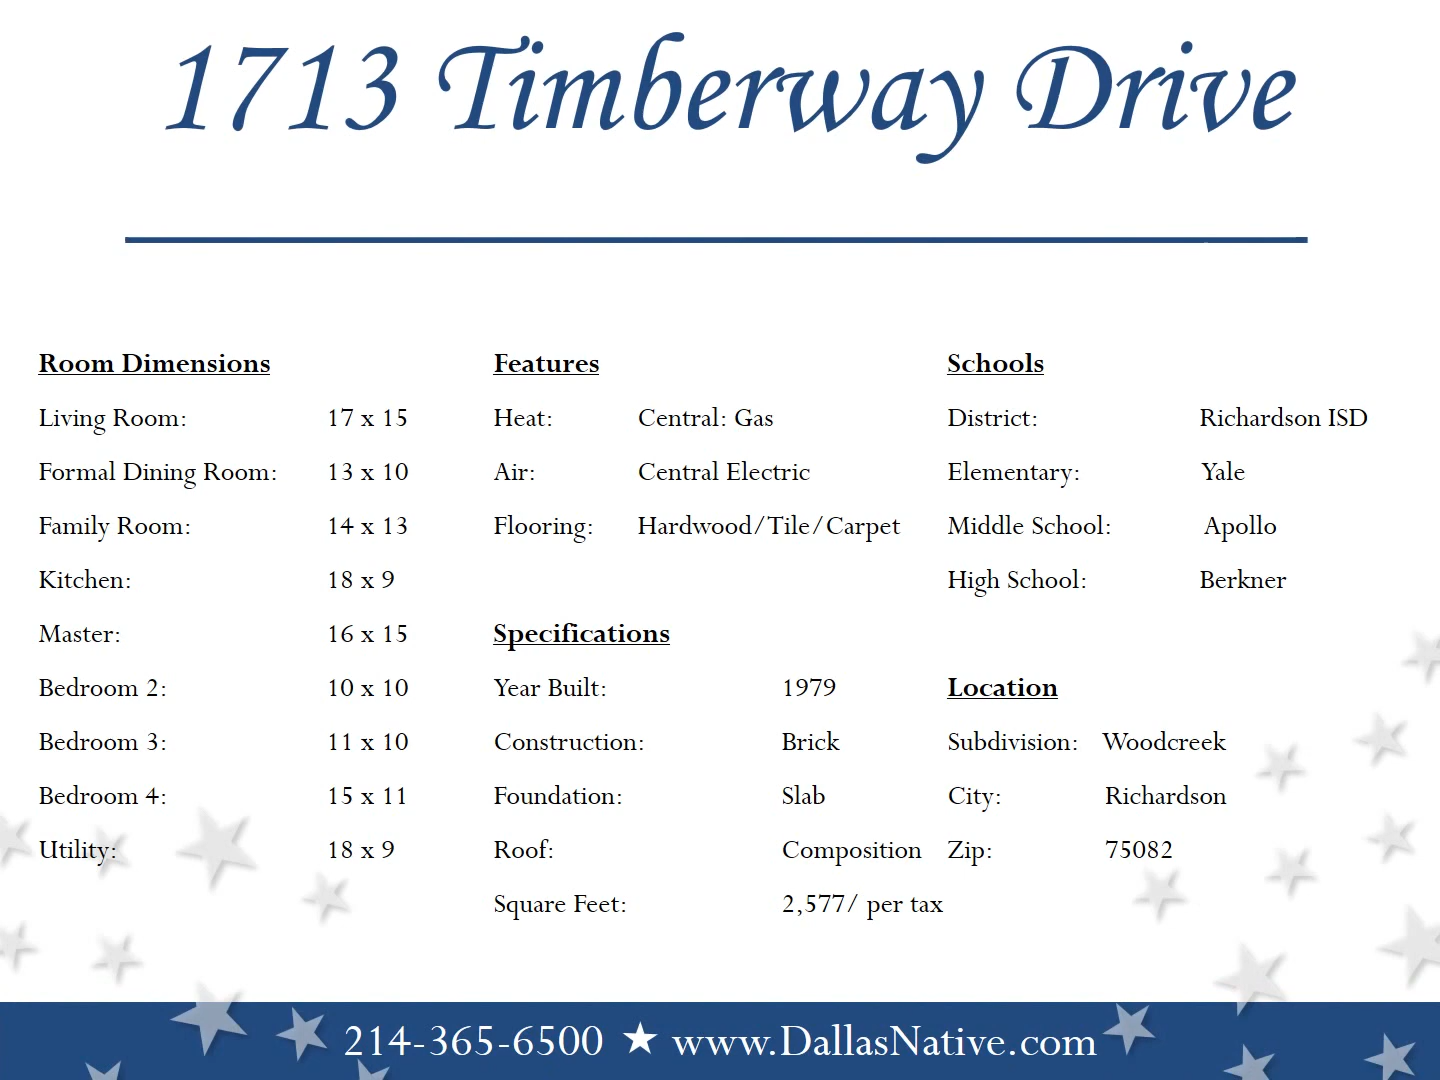 1713 Timberway Drive
Room Dimensions
Living Room: 17 x 15
Formal Dining Room: 13 x 10
Family Room: 14 x 13
Kitchen: 18 x 9
Master: 16 x 15
Bedroom 2: 10 x 10
Bedroom 3: 11 x 10
Bedroom 4: 15 x 11
Utility: 18 x 9
Features
Heat: Central: Gas
Air: Central Electric
Flooring: Hardwood/Tile/Carpet
Specifications
Year Built: 1979
Construction: Brick
Foundation: Slab
Roof: Composition
Square Feet: 2,577/ per tax
Schools
District: Richardson ISD
Elementary: Yale
Middle School: Apollo
High School: Berkner
Location
Subdivision: Woodcreek
City: Richardson
Zip: 75082
214-365-6500 ★ www.DallasNative.com